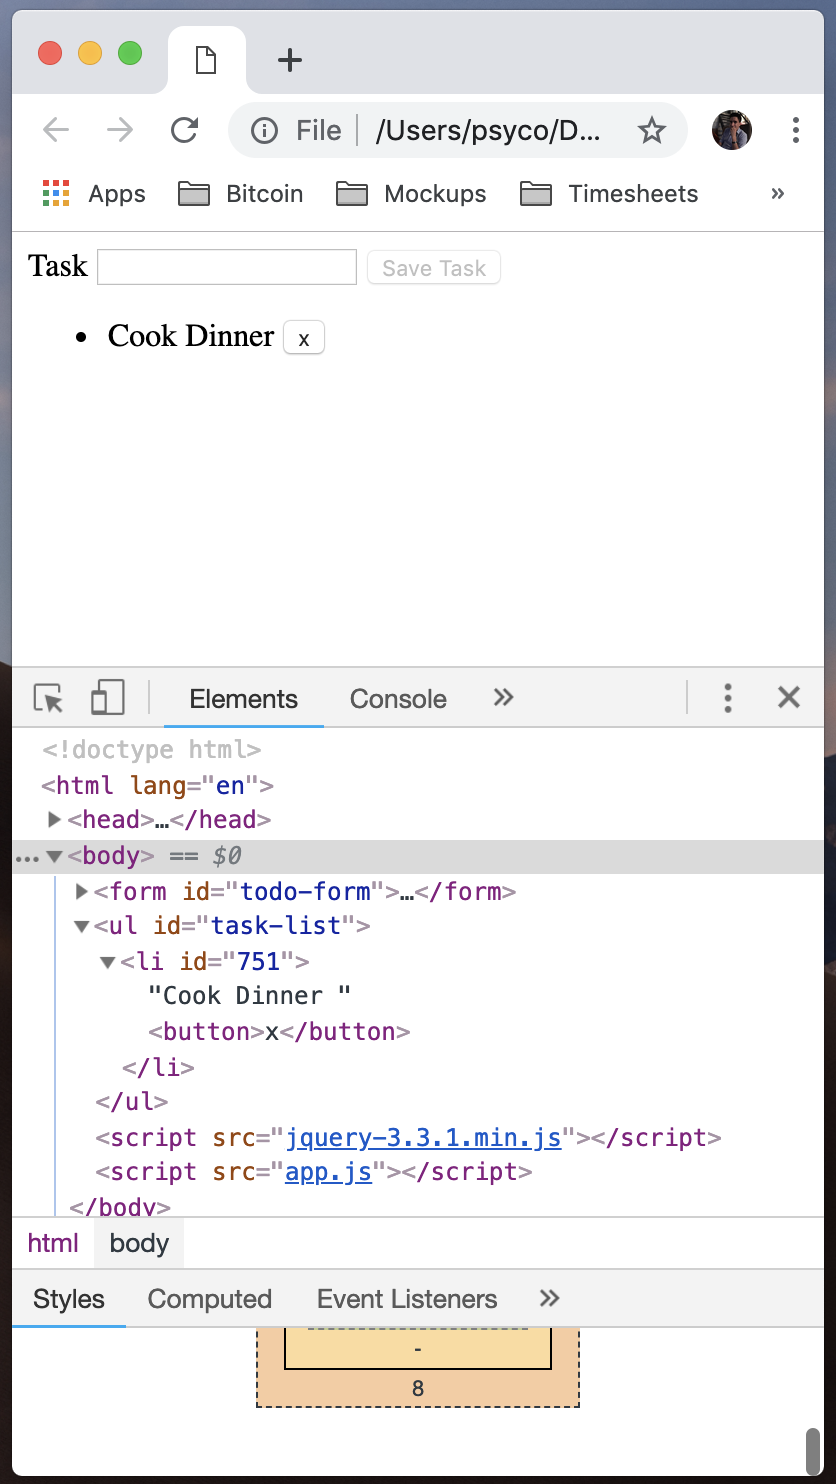 File /Users/psyco/D...
Apps Bitcoin Mockups Timesheets »
Task Save Task
• Cook Dinner x
Elements Console »
<!doctype html>
<html lang="en">
<head>…</head>
… <body> == $0
<form id="todo-form">…</form>
<ul id="task-list">
<li id="751">
"Cook Dinner "
<button>x</button>
</li>
</ul>
<script src="jquery-3.3.1.min.js"></script>
<script src="app.js"></script>
</body>
html body
Styles Computed Event Listeners »
-
8